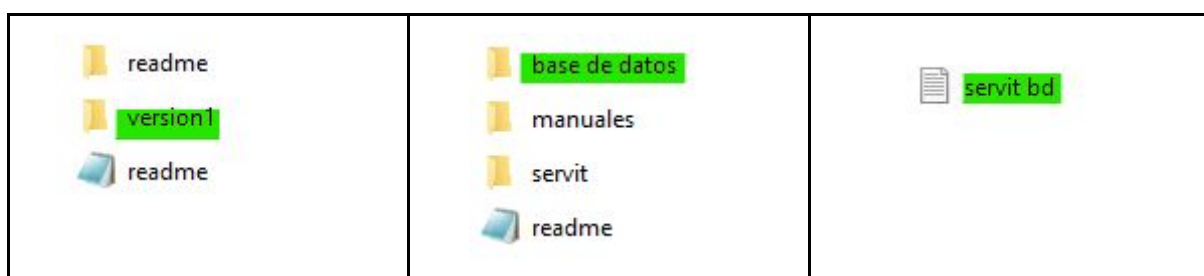 readme
version1
readme
base de datos
manuales
servit
readme
servit bd